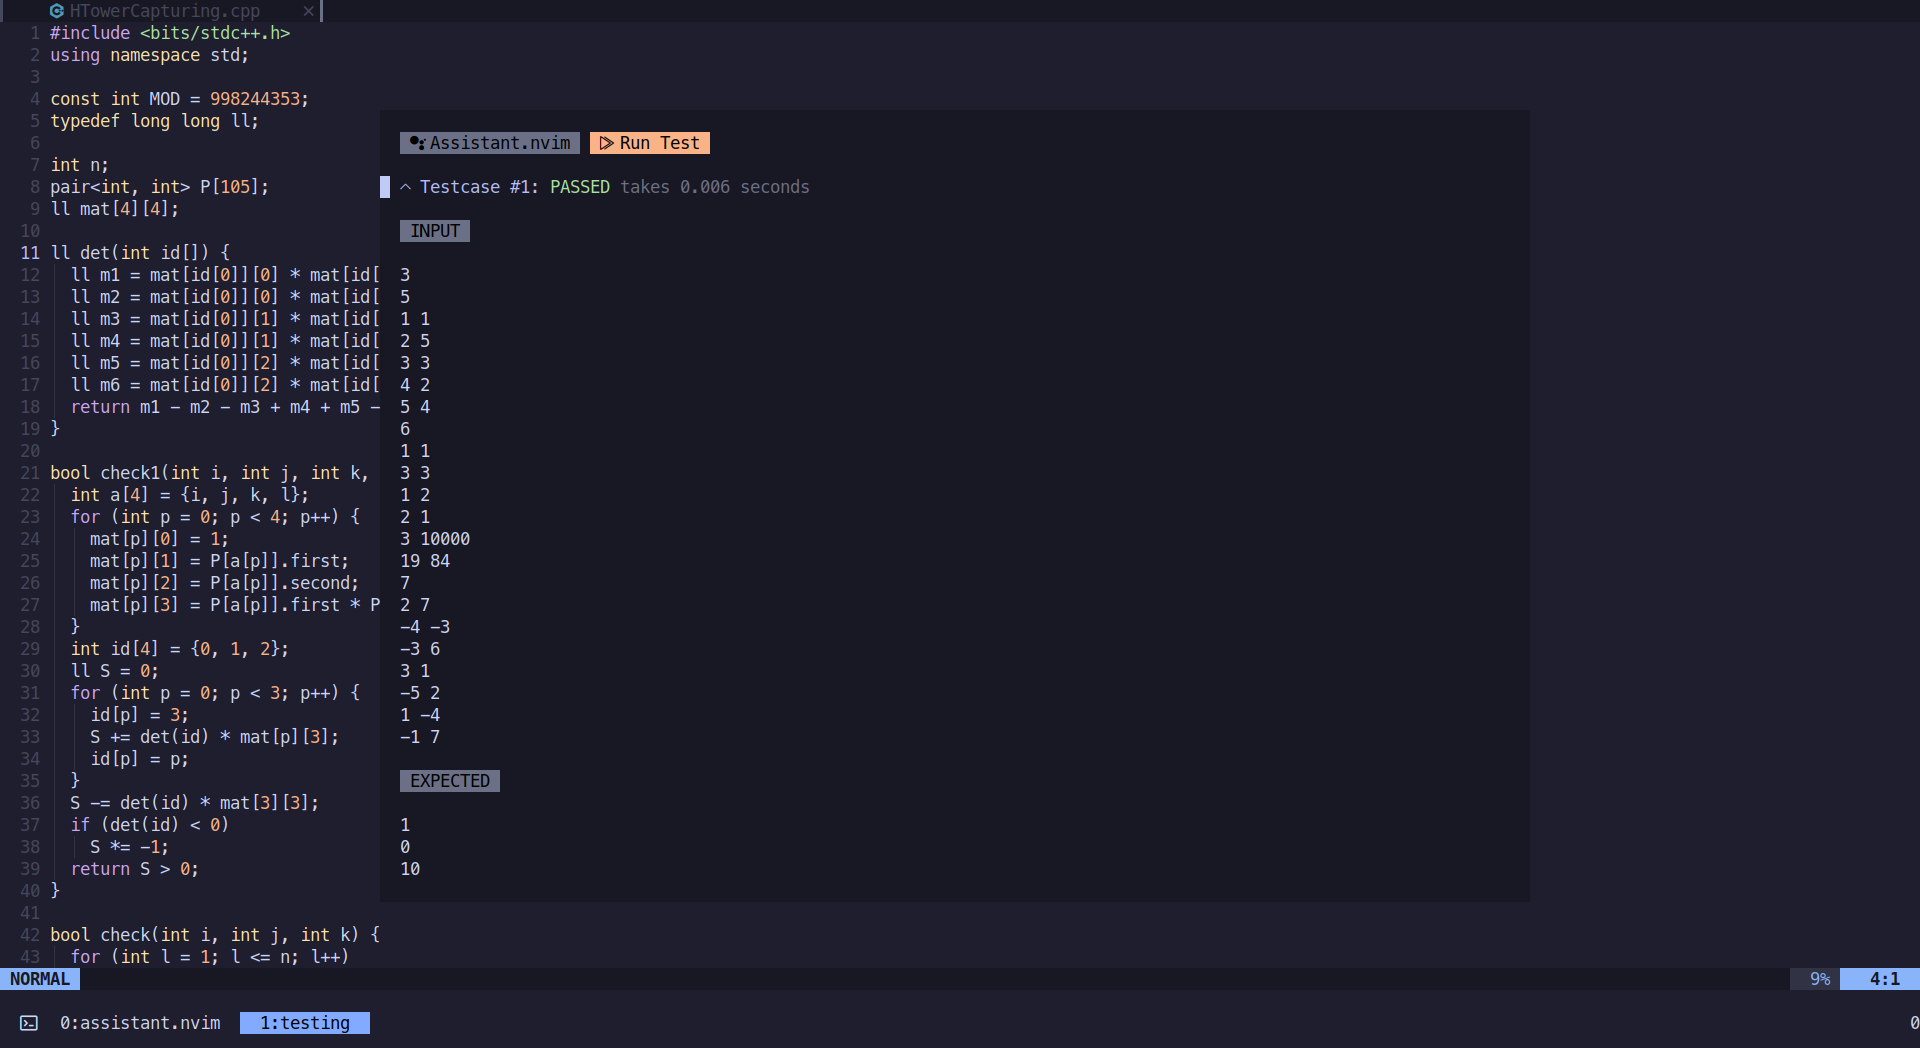 HTowerCapturing.cpp ×
1 #include <bits/stdc++.h>
2 using namespace std;
3
4 const int MOD = 998244353;
5 typedef long long ll;
6
7 int n;
8 pair<int, int> P[105];
9 ll mat[4][4];
10
11 ll det(int id[]) {
12 ll m1 = mat[id[0]][0] * mat[id[
13 ll m2 = mat[id[0]][0] * mat[id[
14 ll m3 = mat[id[0]][1] * mat[id[
15 ll m4 = mat[id[0]][1] * mat[id[
16 ll m5 = mat[id[0]][2] * mat[id[
17 ll m6 = mat[id[0]][2] * mat[id[
18 return m1 - m2 - m3 + m4 + m5 -
19 }
20
21 bool check1(int i, int j, int k,
22 int a[4] = {i, j, k, l};
23 for (int p = 0; p < 4; p++) {
24 mat[p][0] = 1;
25 mat[p][1] = P[a[p]].first;
26 mat[p][2] = P[a[p]].second;
27 mat[p][3] = P[a[p]].first * P
28 }
29 int id[4] = {0, 1, 2};
30 ll S = 0;
31 for (int p = 0; p < 3; p++) {
32 id[p] = 3;
33 S += det(id) * mat[p][3];
34 id[p] = p;
35 }
36 S -= det(id) * mat[3][3];
37 if (det(id) < 0)
38 S *= -1;
39 return S > 0;
40 }
41
42 bool check(int i, int j, int k) {
43 for (int l = 1; l <= n; l++)
Assistant.nvim Run Test
Testcase #1: PASSED takes 0.006 seconds
INPUT
3
5
1 1
2 5
3 3
4 2
5 4
6
1 1
3 3
1 2
2 1
3 10000
19 84
7
2 7
-4 -3
-3 6
3 1
-5 2
1 -4
-1 7
EXPECTED
1
0
10
NORMAL 9% 4:1
0:assistant.nvim 1:testing 0